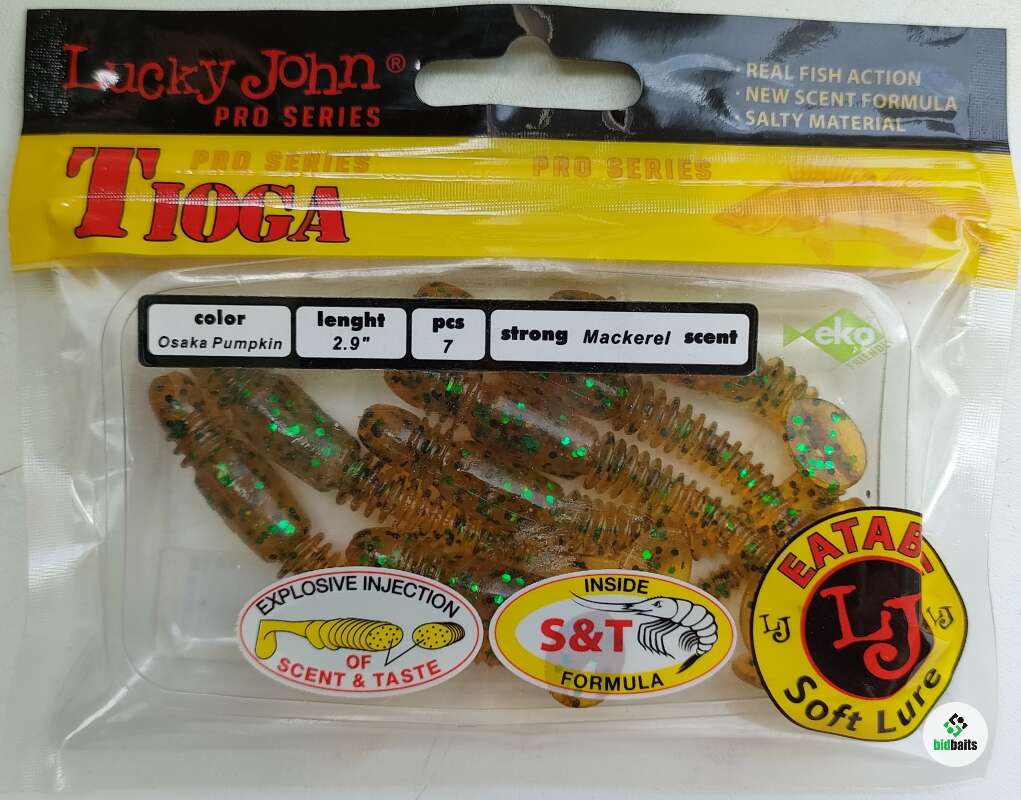 Lucky John®
PRO SERIES
· REAL FISH ACTION
· NEW SCENT FORMULA
· SALTY MATERIAL
PRO SERIES
PRO SERIES
TIOGA
color
Osaka Pumpkin
lenght
2.9"
pcs
7
strong Mackerel scent
eko
EXPLOSIVE INJECTION
OF
SCENT & TASTE
INSIDE
S&T
FORMULA
EATAB
LJ
LJ
LJ
Soft Lure
bidbaits